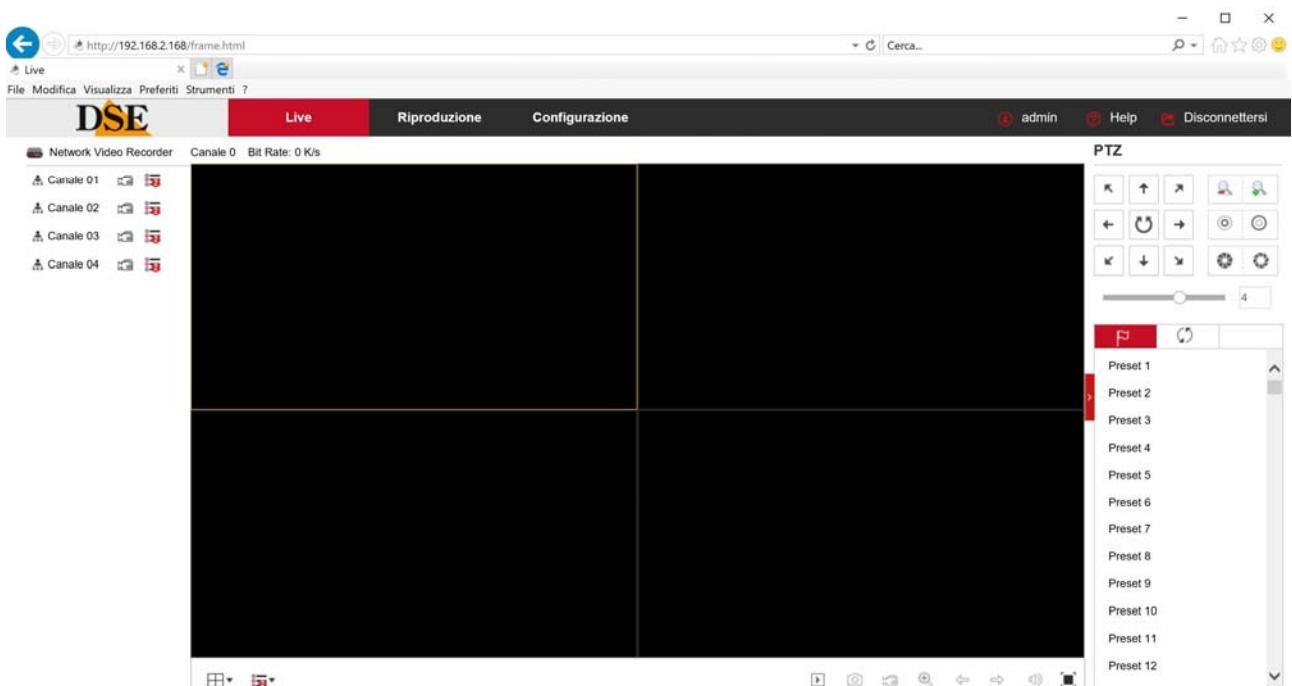 http://192.168.2.168/frame.html
Cerca...
Live
File Modifica Visualizza Preferiti Strumenti ?
DSE Live Riproduzione Configurazione admin Help Disconnettersi
Network Video Recorder Canale 0 Bit Rate: 0 K/s PTZ
Canale 01
Canale 02
Canale 03
Canale 04
4
Preset 1
Preset 2
Preset 3
Preset 4
Preset 5
Preset 6
Preset 7
Preset 8
Preset 9
Preset 10
Preset 11
Preset 12